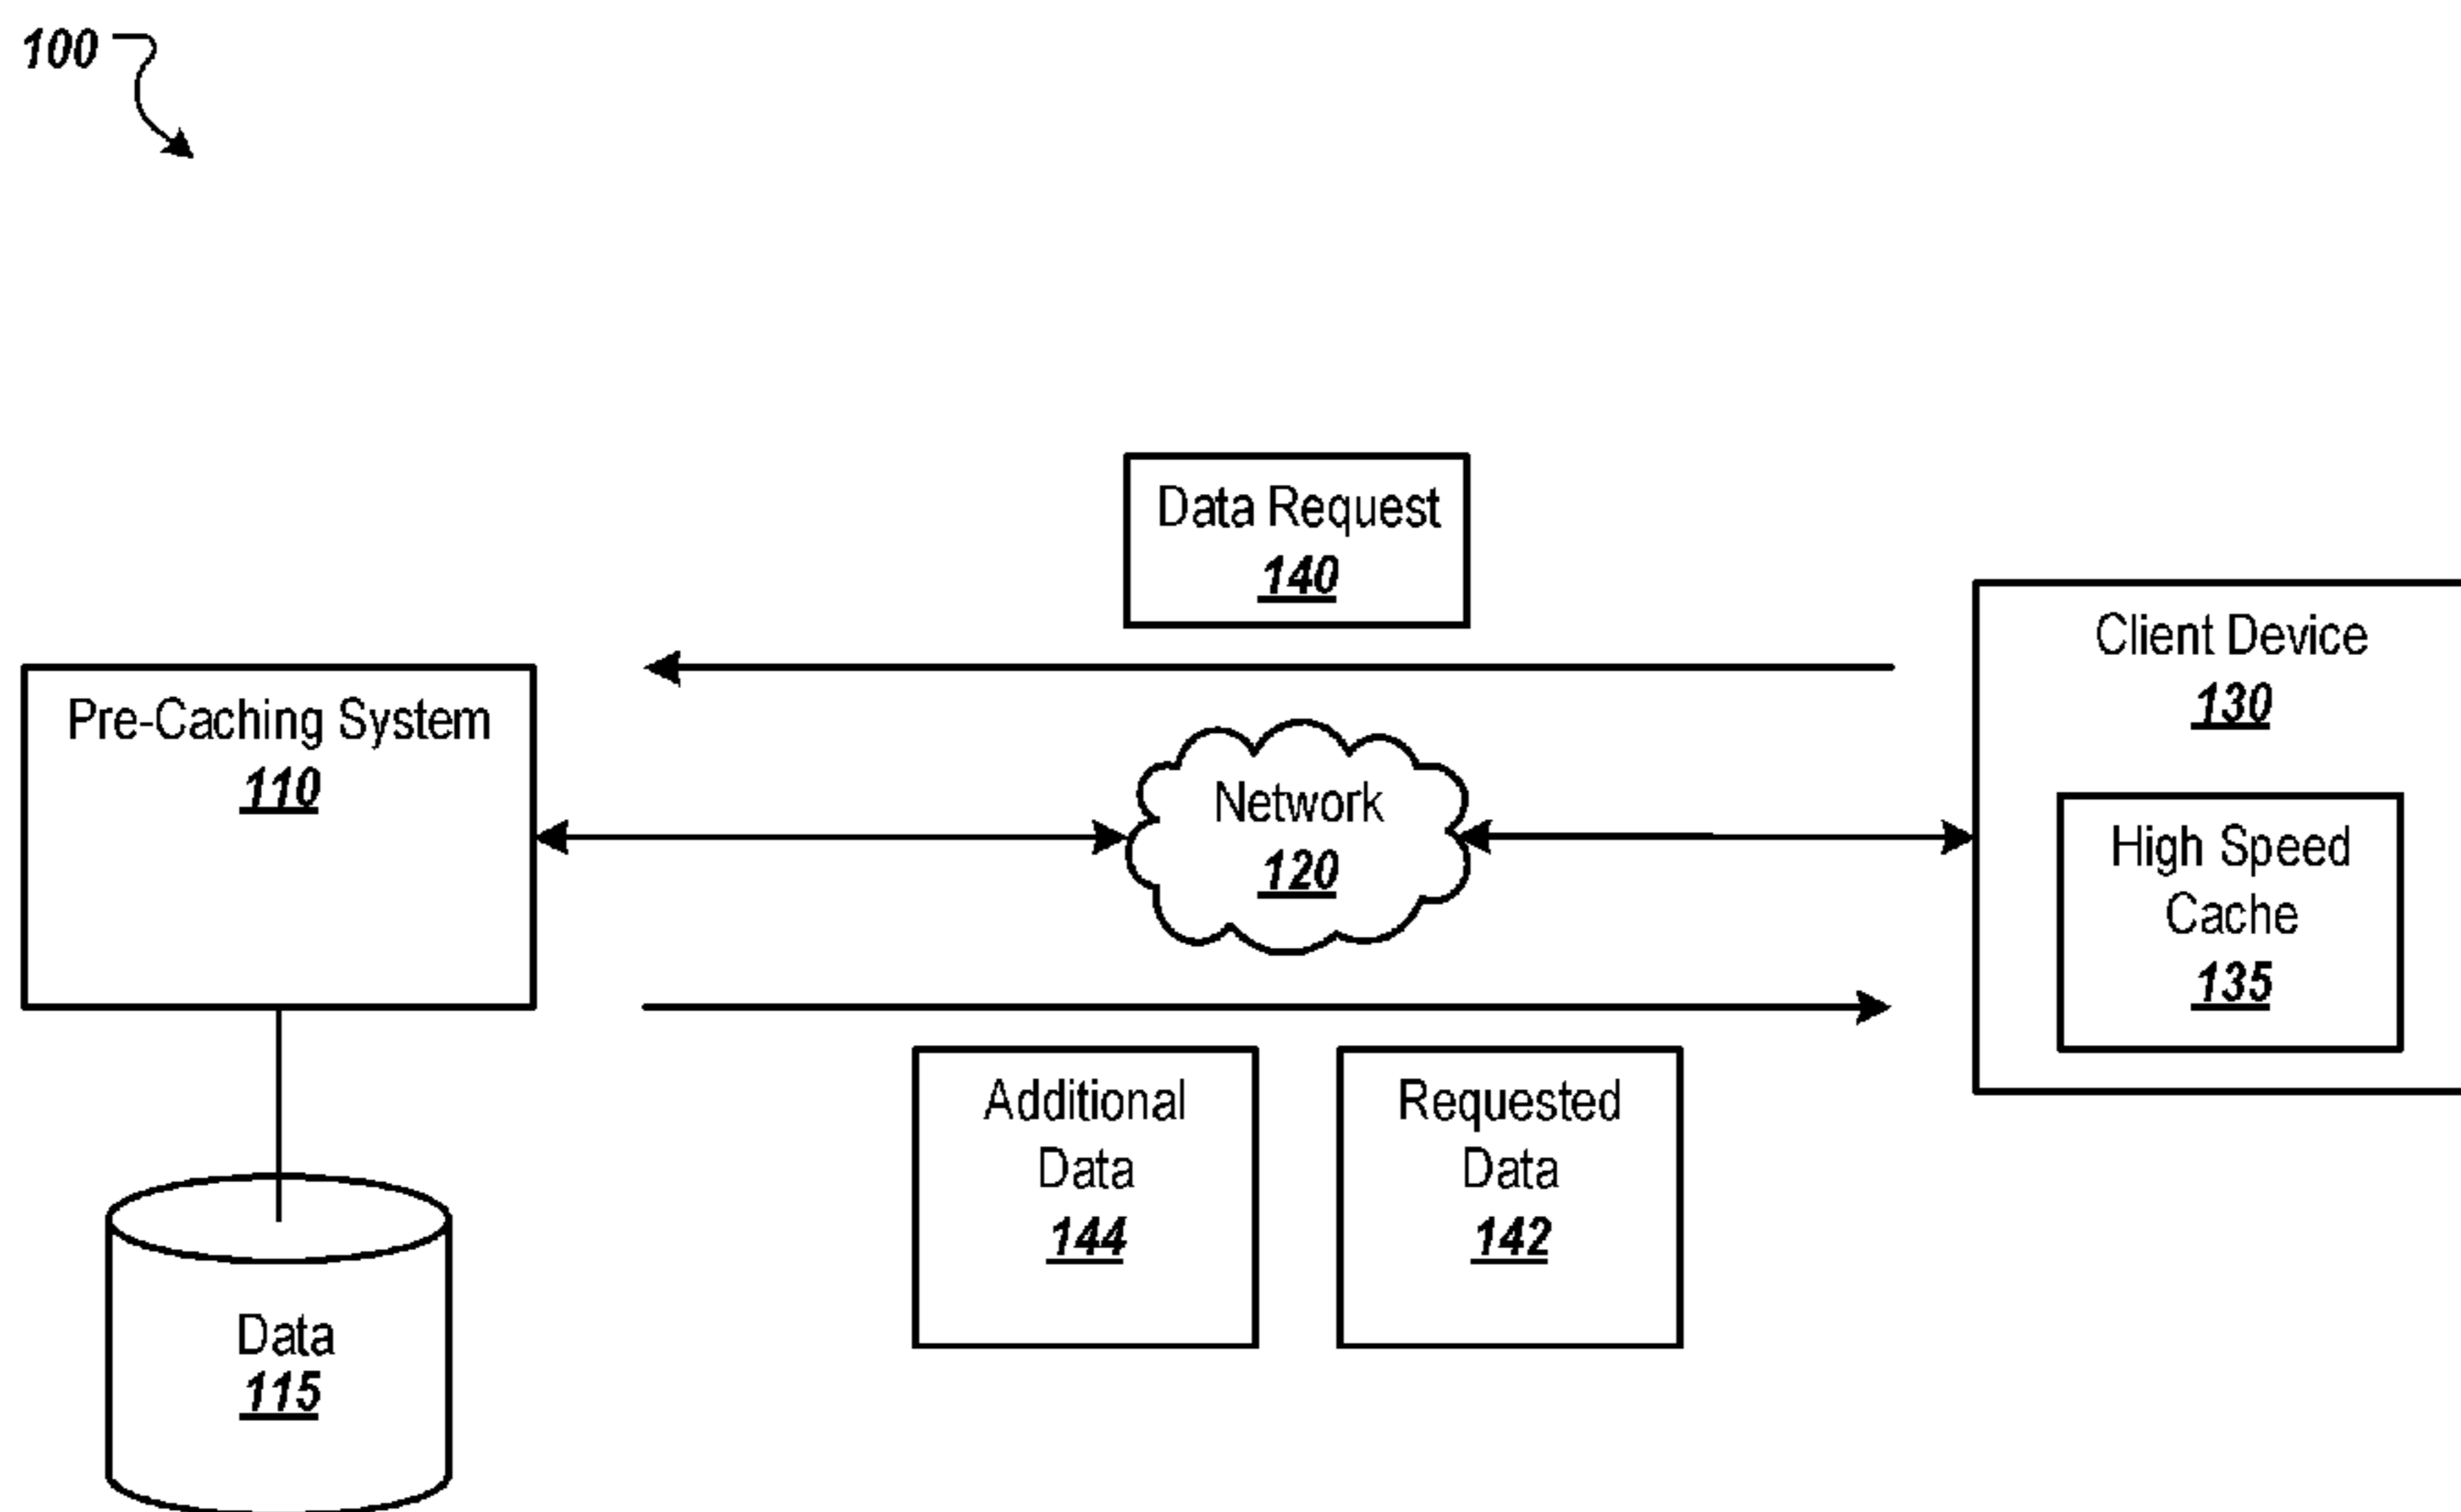 100
Data Request
140
Client Device
130
Pre-Caching System
110
Network
120
High Speed
Cache
135
Additional
Data
144
Requested
Data
142
Data
115